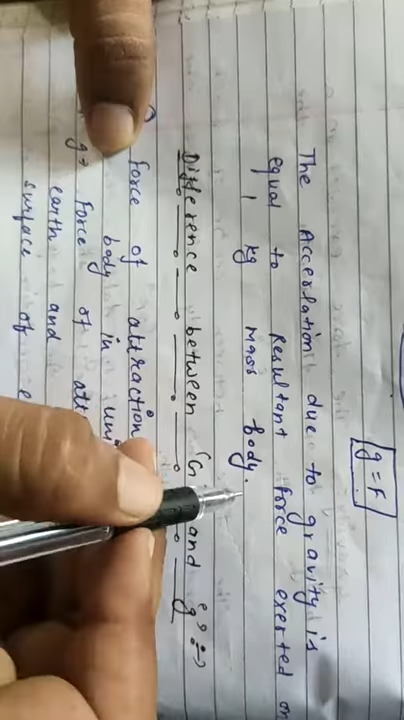 g = F
The Accerlation due to gravity is
equal to Resultant force exerted on
1 kg mass body.
Difference between "G and g" :->
Force of attraction
body in
g → Force of
earth and
surface of